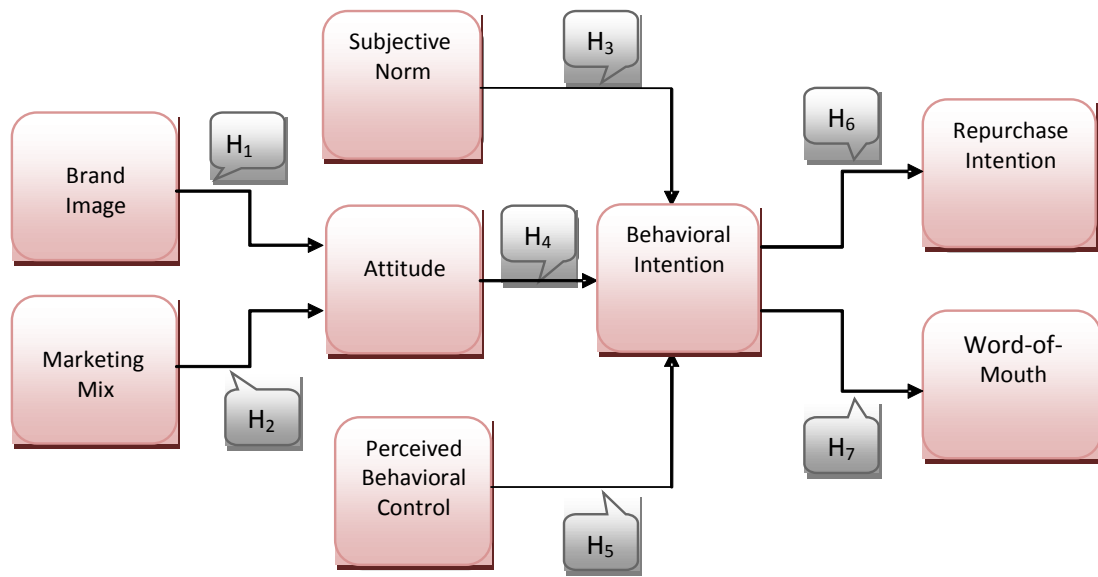 Subjective
Norm
H₃
H₁
Brand
Image
H₆
Repurchase
Intention
Attitude
H₄
Behavioral
Intention
Marketing
Mix
H₂
Word-of-
Mouth
H₇
Perceived
Behavioral
Control
H₅